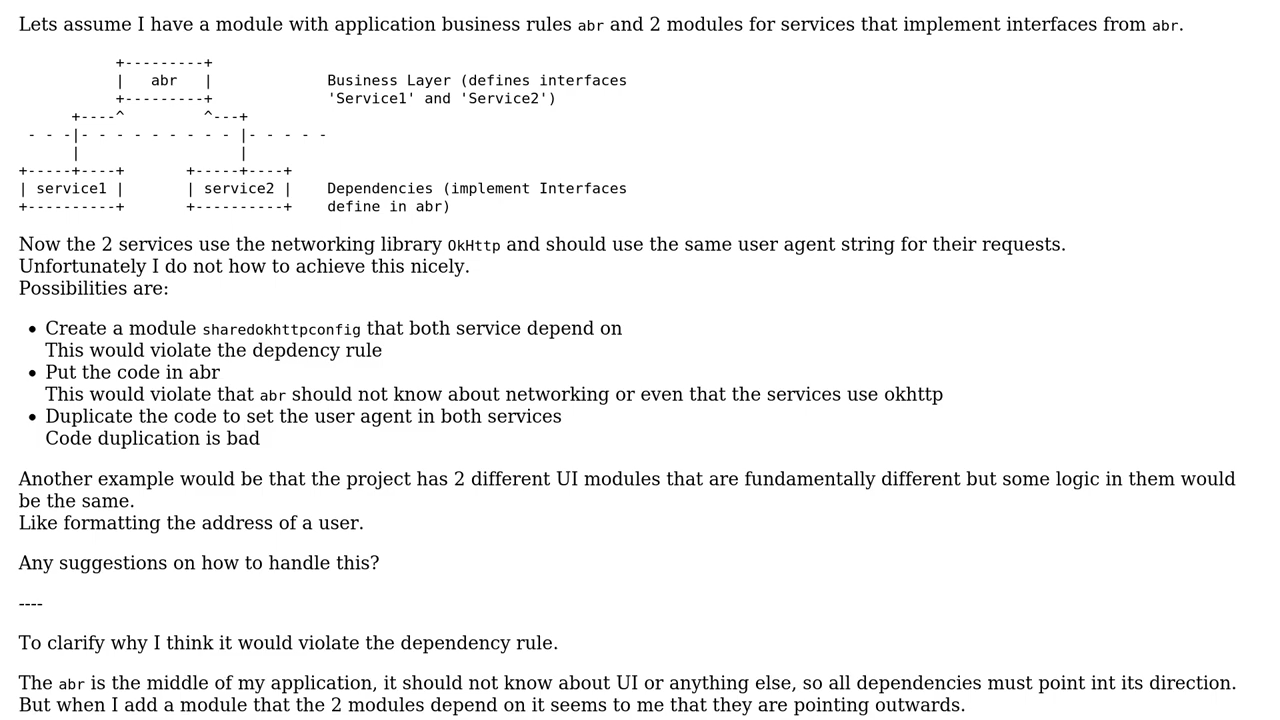 Lets assume I have a module with application business rules abr and 2 modules for services that implement interfaces from abr.
+---------+
|   abr   |             Business Layer (defines interfaces
+---------+             'Service1' and 'Service2')
+----^         ^---+
- - -|- - - - - - - - - |- - - - -
|                  |
+-----+----+       +-----+----+
| service1 |       | service2 |    Dependencies (implement Interfaces
+----------+       +----------+    define in abr)
Now the 2 services use the networking library OkHttp and should use the same user agent string for their requests.
Unfortunately I do not how to achieve this nicely.
Possibilities are:
• Create a module sharedokhttpconfig that both service depend on
This would violate the depdency rule
• Put the code in abr
This would violate that abr should not know about networking or even that the services use okhttp
• Duplicate the code to set the user agent in both services
Code duplication is bad
Another example would be that the project has 2 different UI modules that are fundamentally different but some logic in them would
be the same.
Like formatting the address of a user.
Any suggestions on how to handle this?
----
To clarify why I think it would violate the dependency rule.
The abr is the middle of my application, it should not know about UI or anything else, so all dependencies must point int its direction.
But when I add a module that the 2 modules depend on it seems to me that they are pointing outwards.